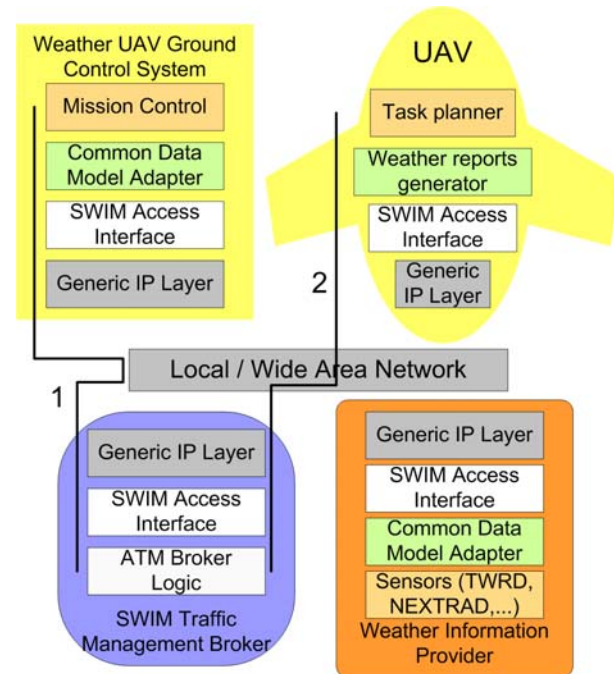 Weather UAV Ground
Control System
Mission Control
Common Data
Model Adapter
SWIM Access
Interface
Generic IP Layer
UAV
Task planner
Weather reports
generator
SWIM Access
Interface
Generic
IP Layer
2
Local / Wide Area Network
1
Generic IP Layer
SWIM Access
Interface
ATM Broker
Logic
SWIM Traffic
Management Broker
Generic IP Layer
SWIM Access
Interface
Common Data
Model Adapter
Sensors (TWRD,
NEXTRAD,...)
Weather Information
Provider